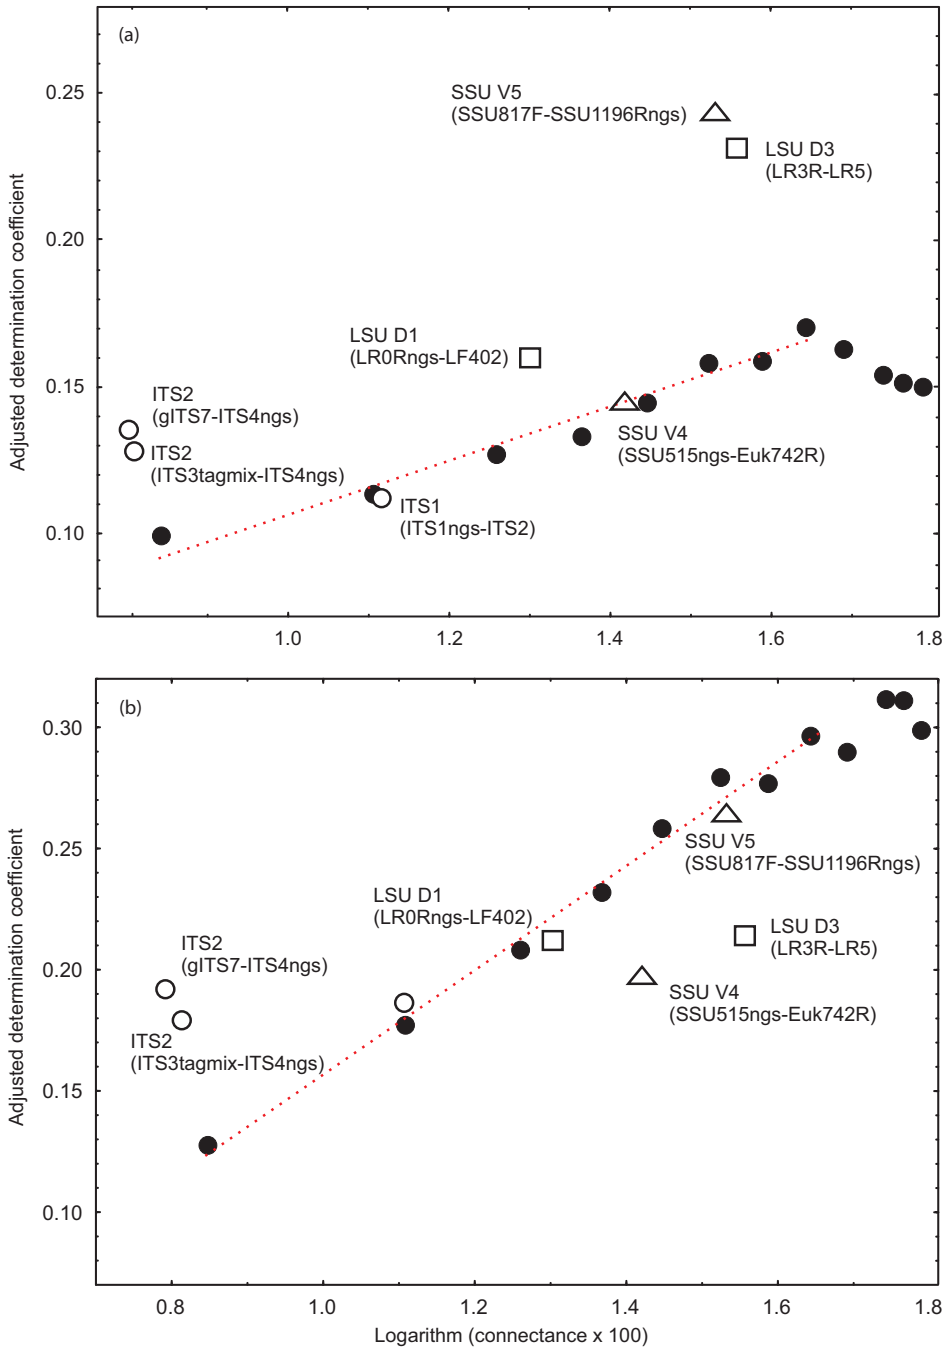 (a)
Adjusted determination coefficient
0.25
0.20
0.15
0.10
SSU V5
(SSU817F-SSU1196Rngs)
LSU D3
(LR3R-LR5)
LSU D1
(LR0Rngs-LF402)
ITS2
(gITS7-ITS4ngs)
ITS2
(ITS3tagmix-ITS4ngs)
SSU V4
(SSU515ngs-Euk742R)
ITS1
(ITS1ngs-ITS2)
1.0 1.2 1.4 1.6 1.8
(b)
Adjusted determination coefficient
0.30
0.25
0.20
0.15
0.10
SSU V5
(SSU817F-SSU1196Rngs)
LSU D1
(LR0Rngs-LF402)
LSU D3
(LR3R-LR5)
ITS2
(gITS7-ITS4ngs)
SSU V4
(SSU515ngs-Euk742R)
ITS2
(ITS3tagmix-ITS4ngs)
0.8 1.0 1.2 1.4 1.6 1.8
Logarithm (connectance x 100)